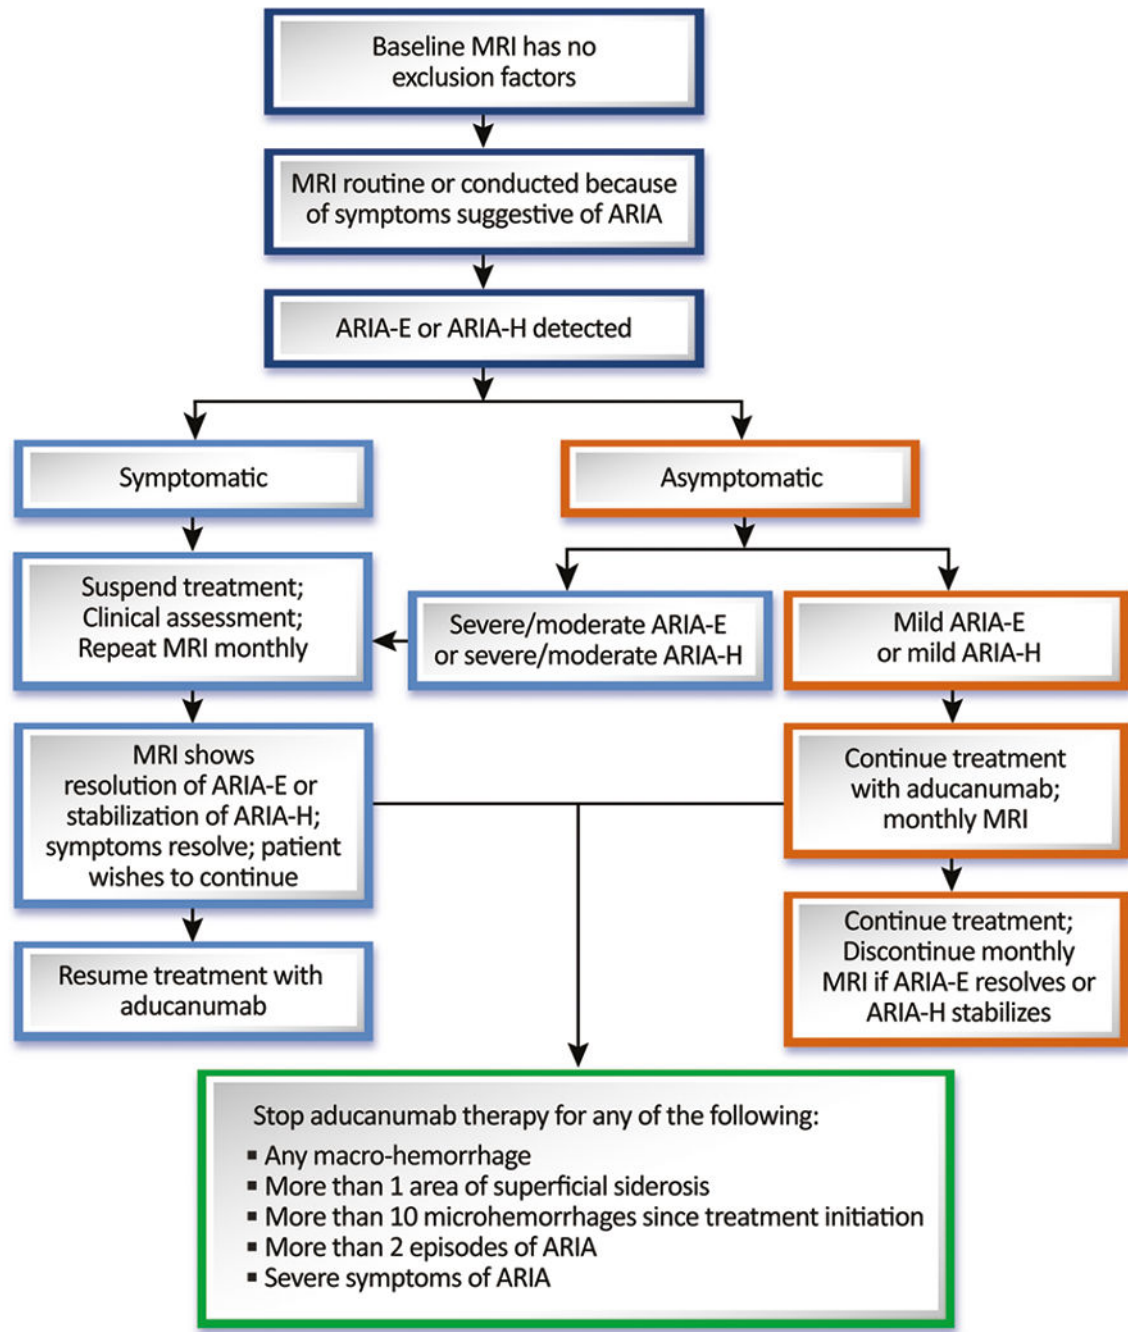 Baseline MRI has no
exclusion factors
MRI routine or conducted because
of symptoms suggestive of ARIA
ARIA-E or ARIA-H detected
Symptomatic
Asymptomatic
Suspend treatment;
Clinical assessment;
Repeat MRI monthly
Severe/moderate ARIA-E
or severe/moderate ARIA-H
Mild ARIA-E
or mild ARIA-H
MRI shows
resolution of ARIA-E or
stabilization of ARIA-H;
symptoms resolve; patient
wishes to continue
Continue treatment
with aducanumab;
monthly MRI
Resume treatment with
aducanumab
Continue treatment;
Discontinue monthly
MRI if ARIA-E resolves or
ARIA-H stabilizes
Stop aducanumab therapy for any of the following:
▪ Any macro-hemorrhage
▪ More than 1 area of superficial siderosis
▪ More than 10 microhemorrhages since treatment initiation
▪ More than 2 episodes of ARIA
▪ Severe symptoms of ARIA